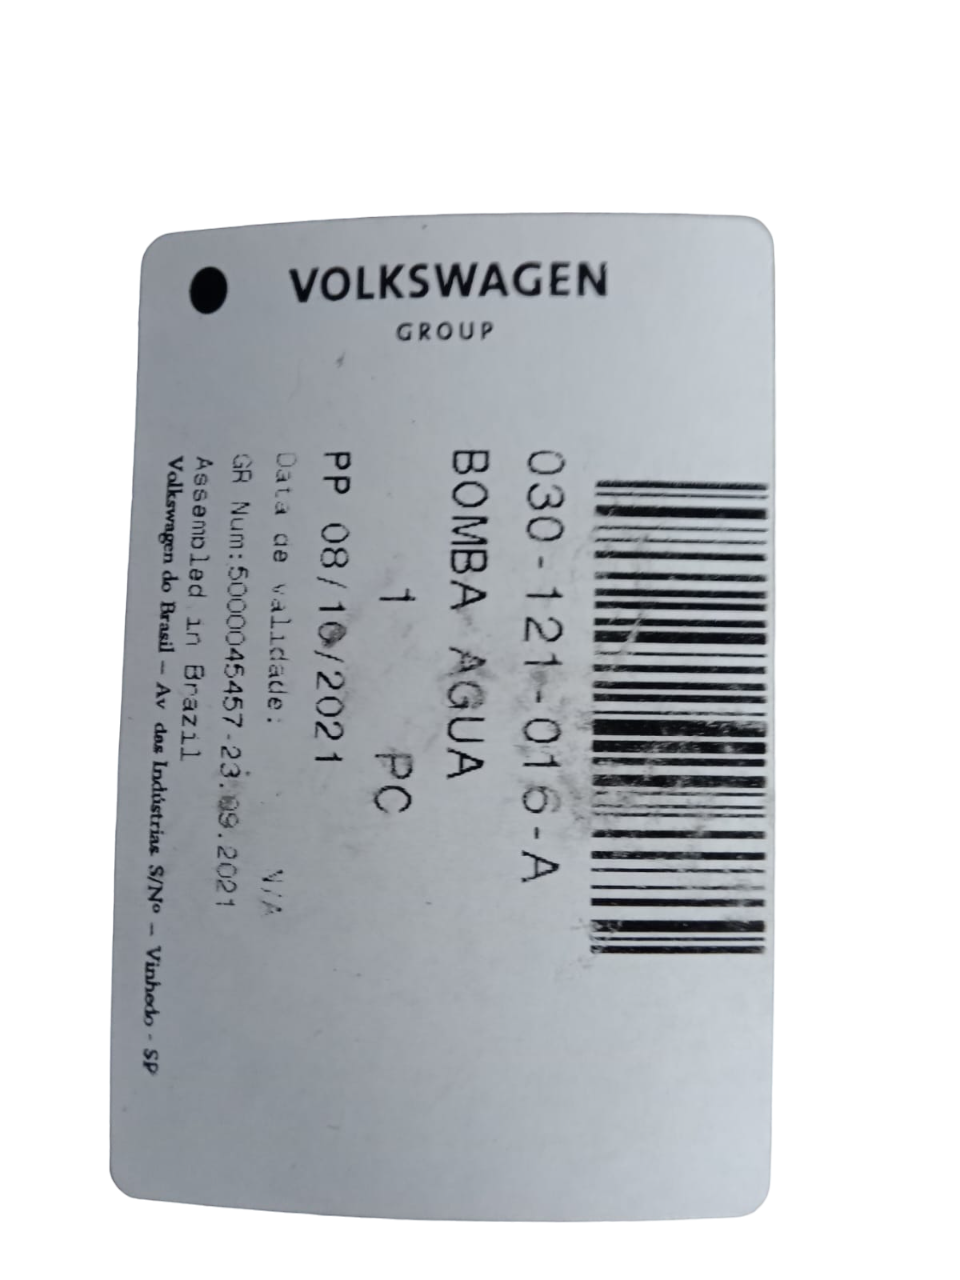 VOLKSWAGEN
GROUP
030-121-016-A
BOMBA AGUA
1 PC
PP 08/10/2021
Data de validade: N/A
GR Num:5000045457-23.09.2021
Assembled in Brazil
Volkswagen do Brasil – Av das Indústrias S/Nº – Vinhedo - SP